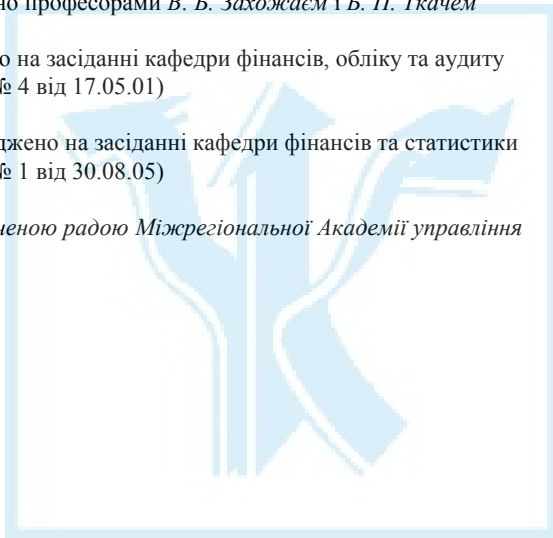 но професорами В. Б. Захожаєм і Б. П. Ткачем
о на засіданні кафедри фінансів, обліку та аудиту
№ 4 від 17.05.01)
джено на засіданні кафедри фінансів та статистики
№ 1 від 30.08.05)
ченою радою Міжрегіональної Академії управління